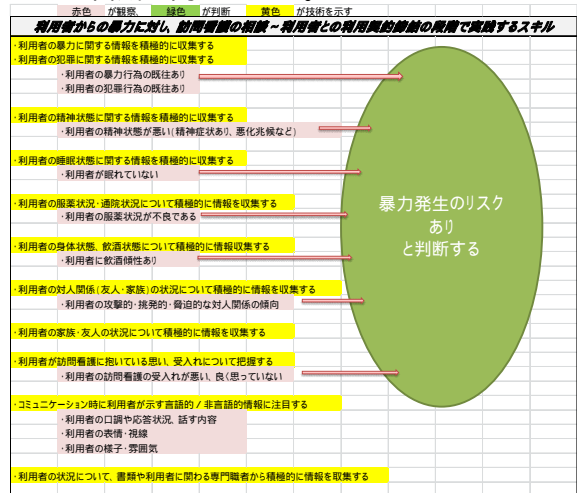 赤色 が観察、 緑色 が判断 黄色 が技術を示す
利用者からの暴力に対し、訪問看護の相談~利用者との利用契約締結の段階で実践するスキル
・利用者の暴力に関する情報を積極的に収集する
・利用者の犯罪に関する情報を積極的に収集する
・利用者の暴力行為の既往あり
・利用者の犯罪行為の既往あり
・利用者の精神状態に関する情報を積極的に収集する
・利用者の精神状態が悪い(精神症状あり、悪化兆候など)
・利用者の睡眠状態に関する情報を積極的に収集する
・利用者が眠れていない
・利用者の服薬状況・通院状況について積極的に情報を収集する
・利用者の服薬状況が不良である
・利用者の身体状態、飲酒状態について積極的に情報収集する
・利用者に飲酒傾性あり
・利用者の対人関係(友人・家族)の状況について積極的に情報を収集する
・利用者の攻撃的・挑発的・脅迫的な対人関係の傾向
・利用者の家族・友人の状況について積極的に情報を収集する
・利用者が訪問看護に抱いている思い、受入れについて把握する
・利用者の訪問看護の受入れが悪い、良く思っていない
・コミュニケーション時に利用者が示す言語的/非言語的情報に注目する
・利用者の口調や応答状況、話す内容
・利用者の表情・視線
・利用者の様子・雰囲気
・利用者の状況について、書類や利用者に関わる専門職者から積極的に情報を収集する
暴力発生のリスク
あり
と判断する